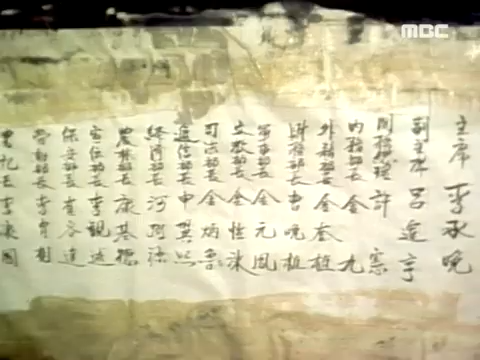 MBC
主席 李承晩
副主席 呂運亨
國務總理 許憲
內務部長 金九
外務部長 金奎植
財務部長 曺晩植
軍事部長 金元鳳
文敎部長 金性洙
司法部長 金炳魯
遞信部長 申翼熙
經濟部長 河弼源
農林部長 康基德
宣傳部長 李觀述
保安部長 崔容達
部長 李 相
書記長 李康國